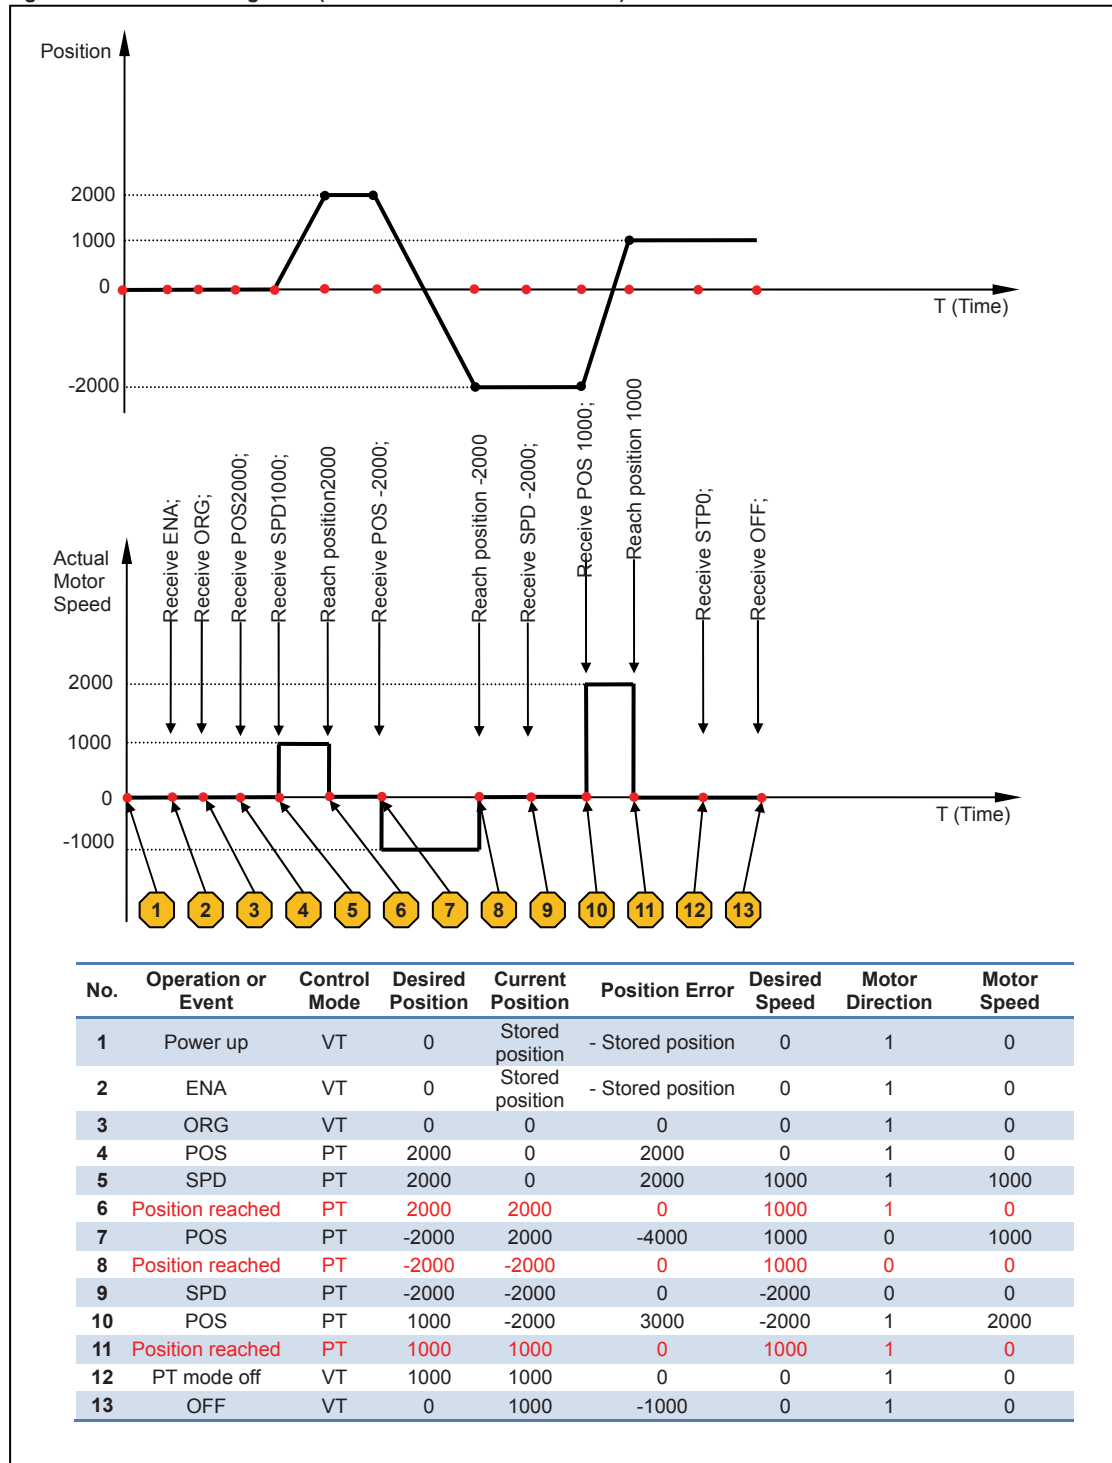 Position
2000
1000
0
T (Time)
-2000
Receive ENA;
Receive ORG;
Receive POS2000;
Receive SPD1000;
Reach position2000
Receive POS -2000;
Reach position -2000
Receive SPD -2000;
Receive POS 1000;
Reach position 1000
Receive STP0;
Receive OFF;
Actual
Motor
Speed
2000
1000
0
T (Time)
-1000
1 2 3 4 5 6 7 8 9 10 11 12 13
No. Operation or Event Control Mode Desired Position Current Position Position Error Desired Speed Motor Direction Motor Speed
1 Power up VT 0 Stored position - Stored position 0 1 0
2 ENA VT 0 Stored position - Stored position 0 1 0
3 ORG VT 0 0 0 0 1 0
4 POS PT 2000 0 2000 0 1 0
5 SPD PT 2000 0 2000 1000 1 1000
6 Position reached PT 2000 2000 0 1000 1 0
7 POS PT -2000 2000 -4000 1000 0 1000
8 Position reached PT -2000 -2000 0 1000 0 0
9 SPD PT -2000 -2000 0 -2000 0 0
10 POS PT 1000 -2000 3000 -2000 1 2000
11 Position reached PT 1000 1000 0 1000 1 0
12 PT mode off VT 1000 1000 0 0 1 0
13 OFF VT 0 1000 -1000 0 1 0